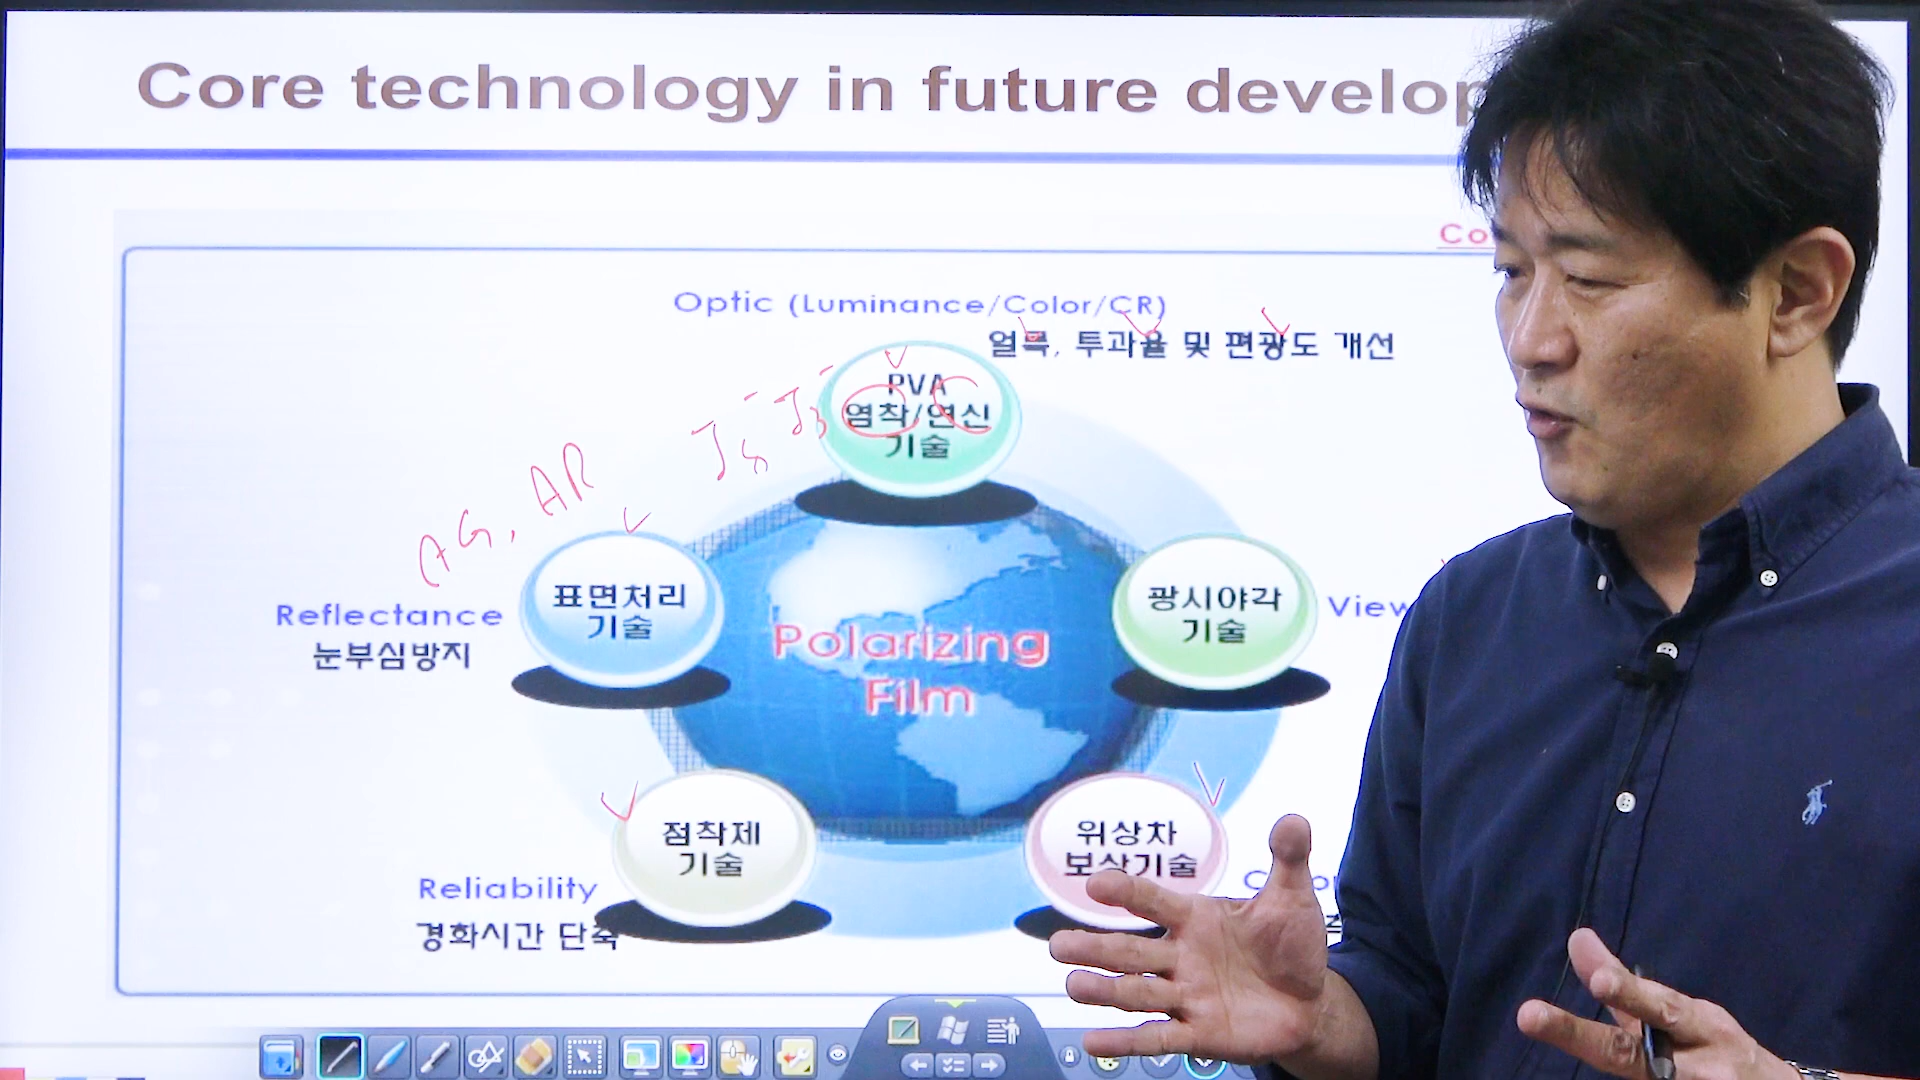 Core technology in future develop
Co
Optic (Luminance/Color/CR)
얼룩, 투과율 및 편광도 개선
PVA
염착/연신
기술
AG, AR
표면처리
기술
Reflectance
눈부심방지
광시야각
기술
View
Polarizing
Film
점착제
기술
Reliability
경화시간 단축
위상차
보상기술